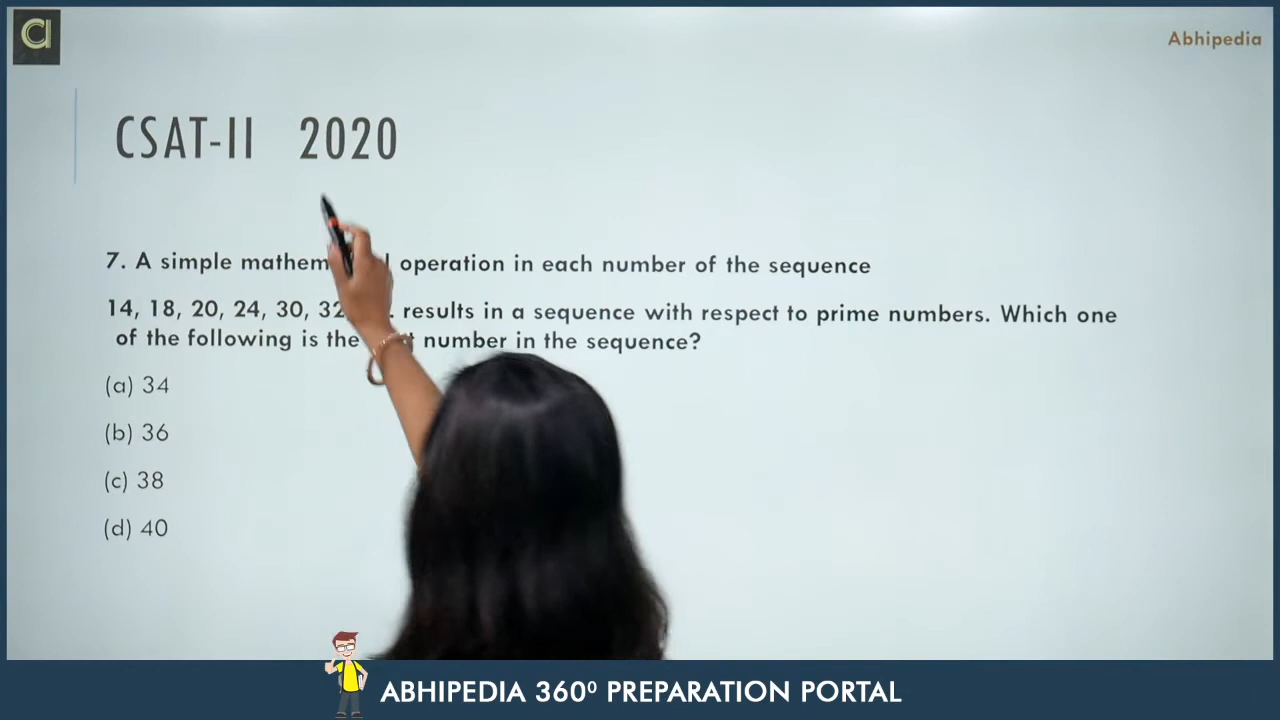 a
Abhipedia
CSAT-II 2020
7. A simple operation in each number of the sequence
14, 18, 20, 24, 30, 32 results in a sequence with respect to prime numbers. Which one
of the following is the number in the sequence?
(a) 34
(b) 36
(c) 38
(d) 40
ABHIPEDIA 360⁰ PREPARATION PORTAL